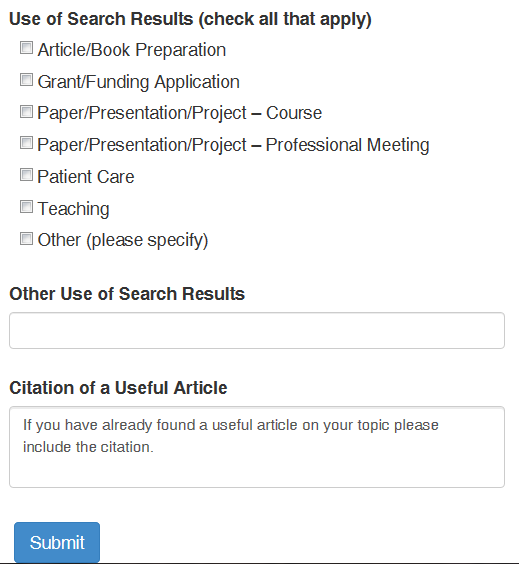 Use of Search Results (check all that apply)
Article/Book Preparation
Grant/Funding Application
Paper/Presentation/Project – Course
Paper/Presentation/Project – Professional Meeting
Patient Care
Teaching
Other (please specify)
Other Use of Search Results
Citation of a Useful Article
If you have already found a useful article on your topic please
include the citation.
Submit